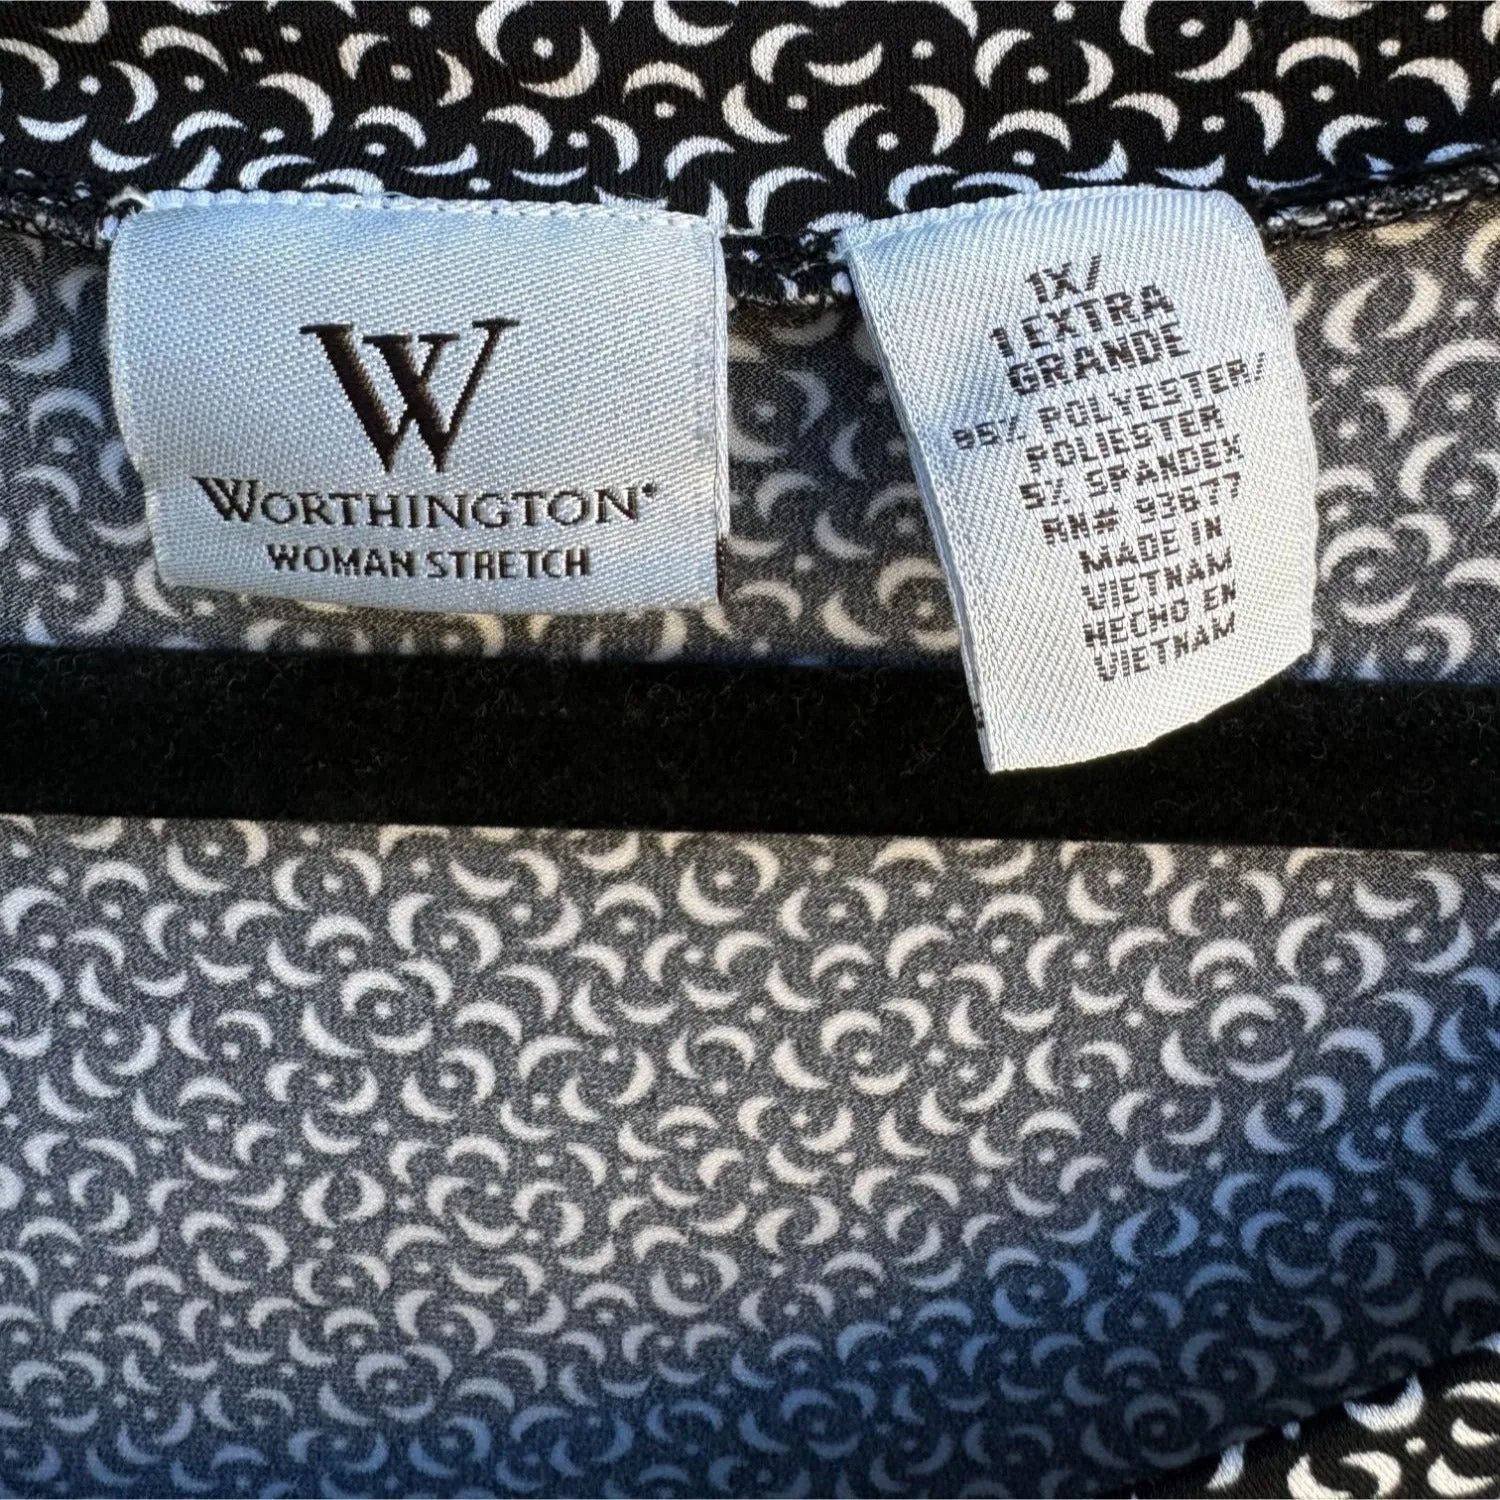 W
WORTHINGTON®
WOMAN STRETCH
1X/
1 EXTRA
GRANDE
95% POLYESTER/
POLIESTER
5% SPANDEX
RN# 93677
MADE IN
VIETNAM
HECHO EN
VIETNAM